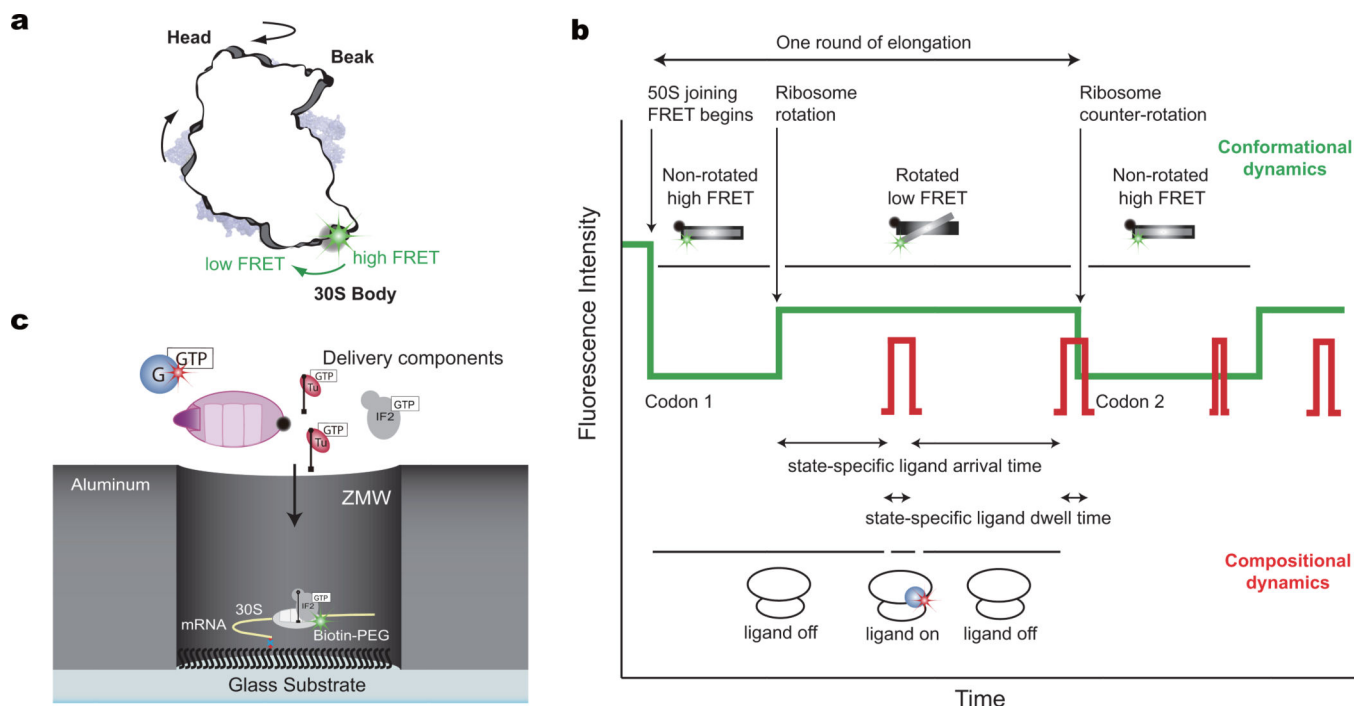 a
Head
Beak
low FRET
high FRET
30S Body
b
One round of elongation
50S joining
FRET begins
Ribosome
rotation
Ribosome
counter-rotation
Conformational
dynamics
Non-rotated
high FRET
Rotated
low FRET
Non-rotated
high FRET
Fluorescence Intensity
Codon 1
Codon 2
state-specific ligand arrival time
state-specific ligand dwell time
Compositional
dynamics
ligand off
ligand on
ligand off
Time
c
GTP
G
Delivery components
GTP
Tu
GTP
IF2
GTP
Tu
Aluminum
ZMW
GTP
IF2
30S
mRNA
Biotin-PEG
Glass Substrate